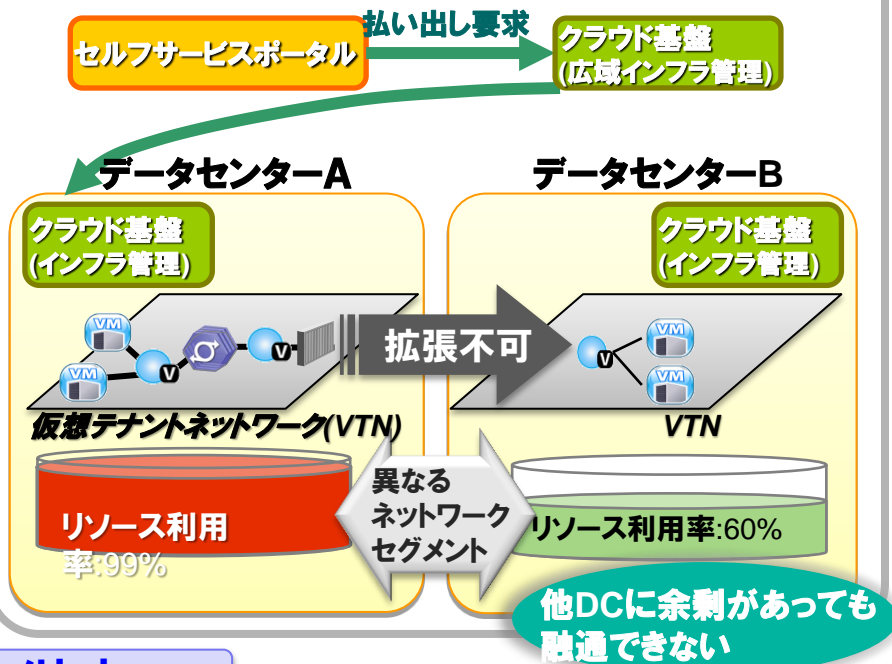 払い出し要求
セルフサービスポータル
クラウド基盤
(広域インフラ管理)
データセンターA
データセンターB
クラウド基盤
(インフラ管理)
クラウド基盤
(インフラ管理)
VM
VM
V
V
拡張不可
V
VM
VM
仮想テナントネットワーク(VTN)
VTN
リソース利用
率:99%
異なる
ネットワーク
セグメント
リソース利用率:60%
他DCに余剰があっても
融通できない